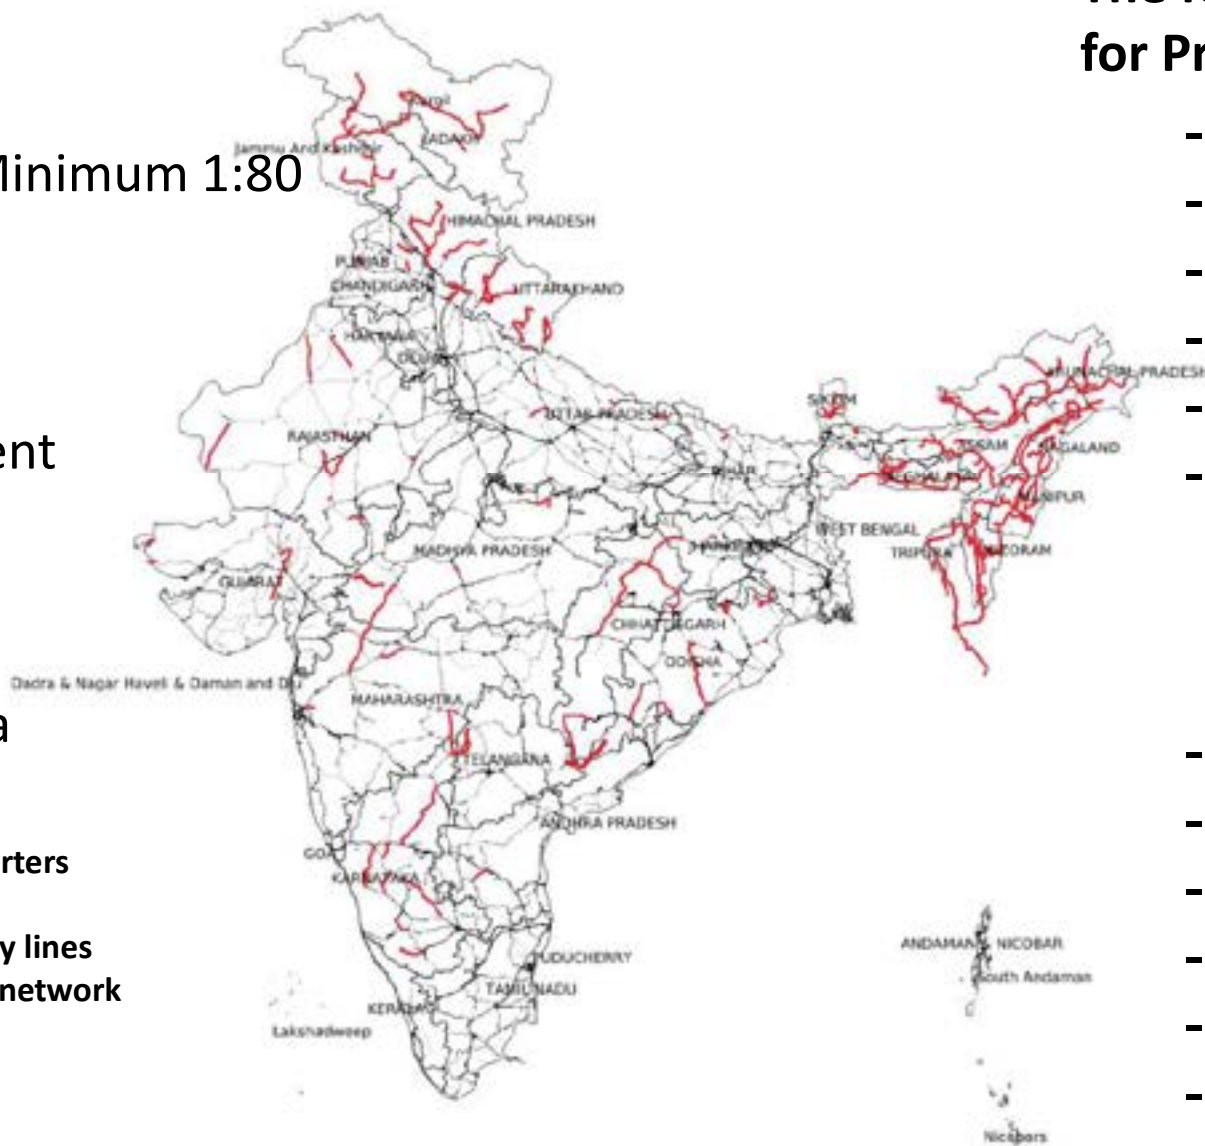 for Pr
Minimum 1:80
Kargil
LADAKH
Jammu And Kashmir
HIMACHAL PRADESH
PUNJAB
CHANDIGARH
UTTARAKHAND
HARYANA
DELHI
ARUNACHAL PRADESH
SIKKIM
UTTAR PRADESH
RAJASTHAN
ent
ASSAM
NAGALAND
BIHAR
MEGHALAYA
MANIPUR
WEST BENGAL
TRIPURA
MIZORAM
MADHYA PRADESH
JHARKHAND
GUJARAT
CHHATTISGARH
ODISHA
Dadra & Nagar Haveli & Daman and Diu
MAHARASHTRA
a
TELANGANA
ANDHRA PRADESH
GOA
rters
KARNATAKA
y lines
ANDAMAN & NICOBAR
PUDUCHERRY
South Andaman
network
TAMIL NADU
KERALA
Lakshadweep
Nicobars